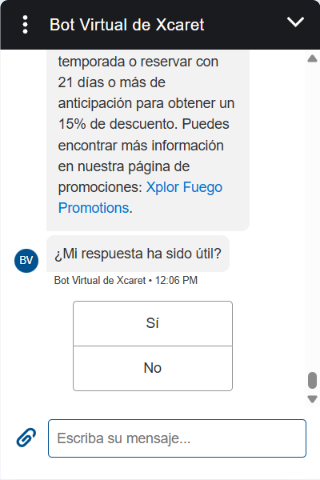 Bot Virtual de Xcaret
temporada o reservar con
21 días o más de
anticipación para obtener un
15% de descuento. Puedes
encontrar más información
en nuestra página de
promociones: Xplor Fuego
Promotions.
¿Mi respuesta ha sido útil?
BV
Bot Virtual de Xcaret • 12:06 PM
Sí
No
Escriba su mensaje...